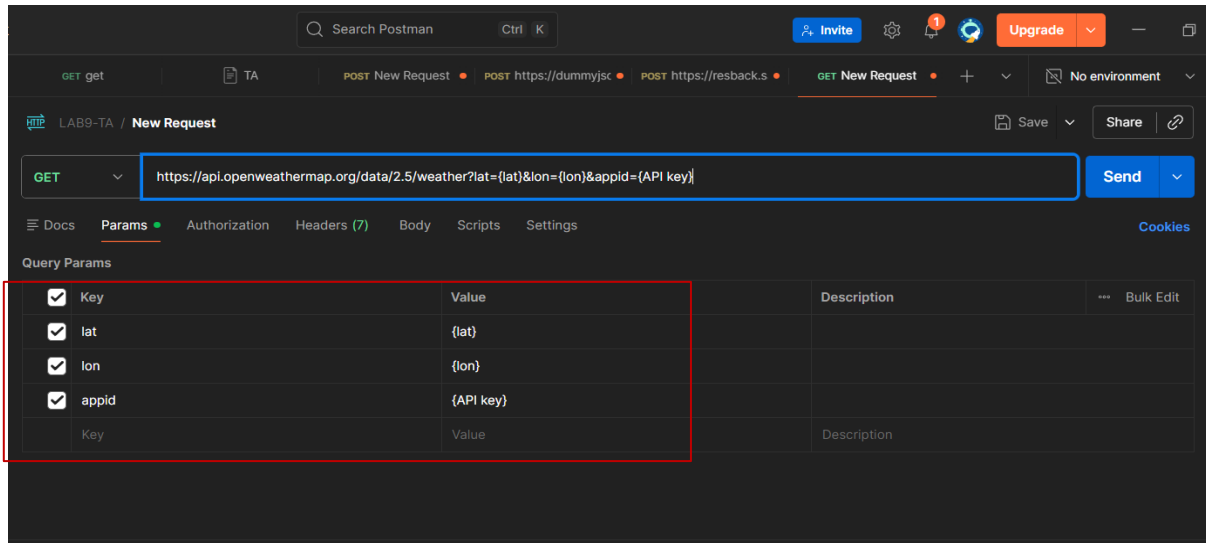 Search Postman Ctrl K Invite 1 Upgrade
GET get TA POST New Request POST https://dummyjsc POST https://resback.s GET New Request No environment
HTTP LAB9-TA / New Request Save Share
GET https://api.openweathermap.org/data/2.5/weather?lat={lat}&lon={lon}&appid={API key} Send
Docs Params Authorization Headers (7) Body Scripts Settings Cookies
Query Params
Key Value Description Bulk Edit
lat {lat}
lon {lon}
appid {API key}
Key Value Description